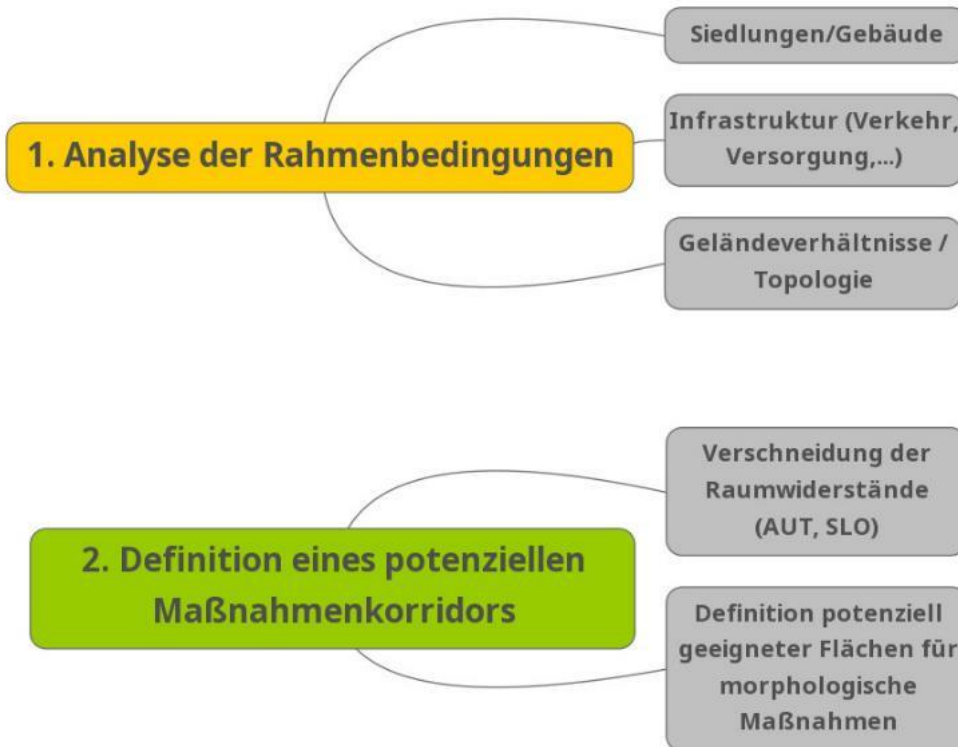 Siedlungen/Gebäude
1. Analyse der Rahmenbedingungen
Infrastruktur (Verkehr,
Versorgung,...)
Geländeverhältnisse /
Topologie
Verschneidung der
Raumwiderstände
(AUT, SLO)
2. Definition eines potenziellen
Maßnahmenkorridors
Definition potenziell
geeigneter Flächen für
morphologische
Maßnahmen